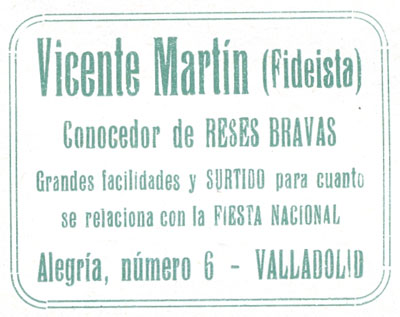 Vicente Martín (Fideista)
Conocedor de RESES BRAVAS
Grandes facilidades y SURTIDO para cuanto
se relaciona con la FIESTA NACIONAL
Alegría, número 6 - VALLADOLID